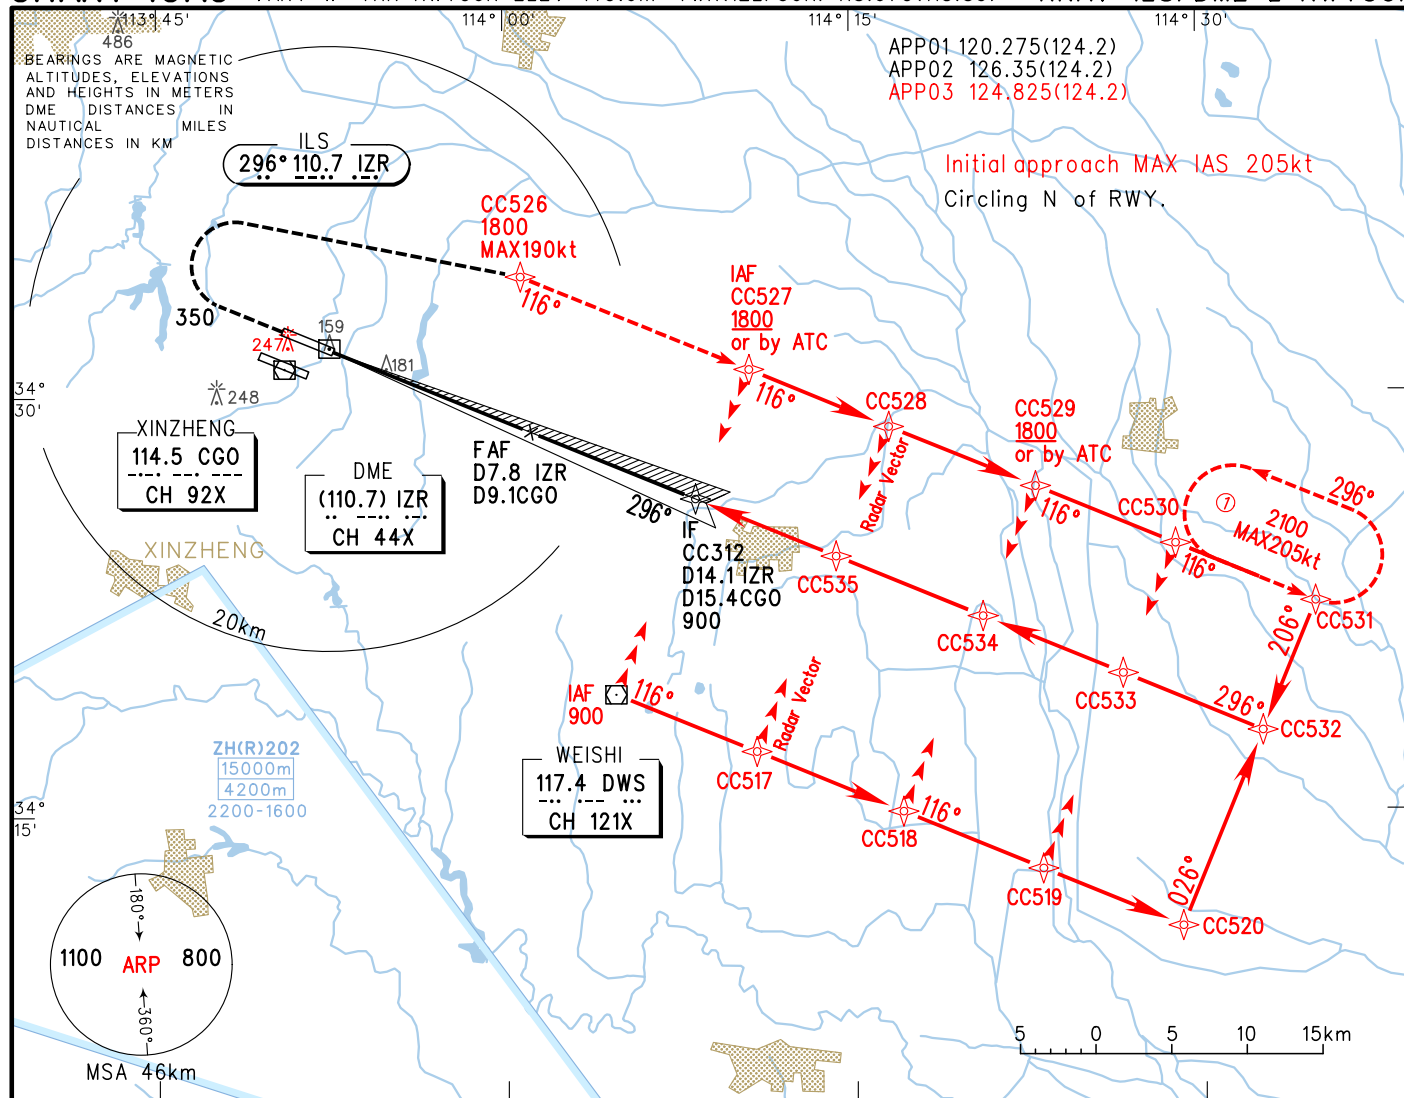 113°45'
114°00'
114°15'
114°30'
486
BEARINGS ARE MAGNETIC
ALTITUDES, ELEVATIONS
AND HEIGHTS IN METERS
DME DISTANCES IN
NAUTICAL MILES
DISTANCES IN KM
APP01 120.275(124.2)
APP02 126.35(124.2)
APP03 124.825(124.2)
Initial approach MAX IAS 205kt
Circling N of RWY.
ILS
296° 110.7 IZR
CC526
1800
MAX190kt
116°
IAF
CC527
1800
or by ATC
116°
350
247
159
181
248
34°
30'
CC528
Radar Vector
CC529
1800
or by ATC
116°
CC530
116°
296°
1
2100
MAX205kt
CC531
XINZHENG
114.5 CGO
CH 92X
DME
(110.7) IZR
CH 44X
FAF
D7.8 IZR
D9.1CGO
296°
IF
CC312
D14.1 IZR
D15.4CGO
900
CC535
CC534
CC533
206°
296°
CC532
XINZHENG
20km
IAF
900
116°
Radar Vector
CC517
WEISHI
117.4 DWS
CH 121X
CC518
116°
CC519
026°
CC520
ZH(R)202
15000m
4200m
2200-1600
34°
15'
180°
1100
ARP
800
360°
MSA 46km
5 0 5 10 15km